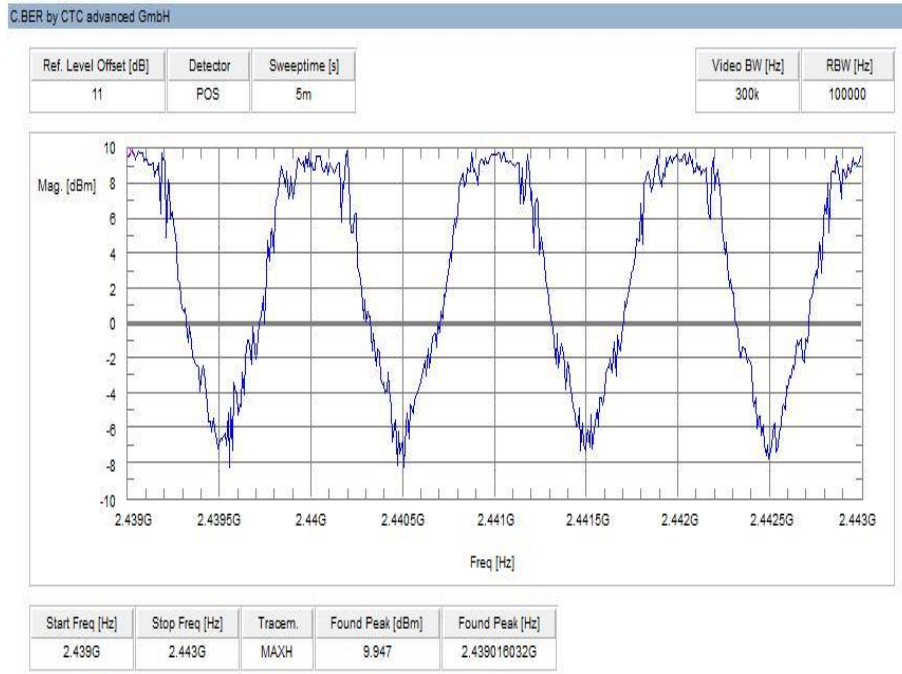 C.BER by CTC advanced GmbH
Ref. Level Offset [dB] Detector Sweeptime [s] Video BW [Hz] RBW [Hz]
11 POS 5m 300k 100000
Mag. [dBm]
10
8
6
4
2
0
-2
-4
-6
-8
-10
2.439G 2.4395G 2.44G 2.4405G 2.441G 2.4415G 2.442G 2.4425G 2.443G
Freq [Hz]
Start Freq [Hz] Stop Freq [Hz] Tracem. Found Peak [dBm] Found Peak [Hz]
2.439G 2.443G MAXH 9.947 2.439016032G